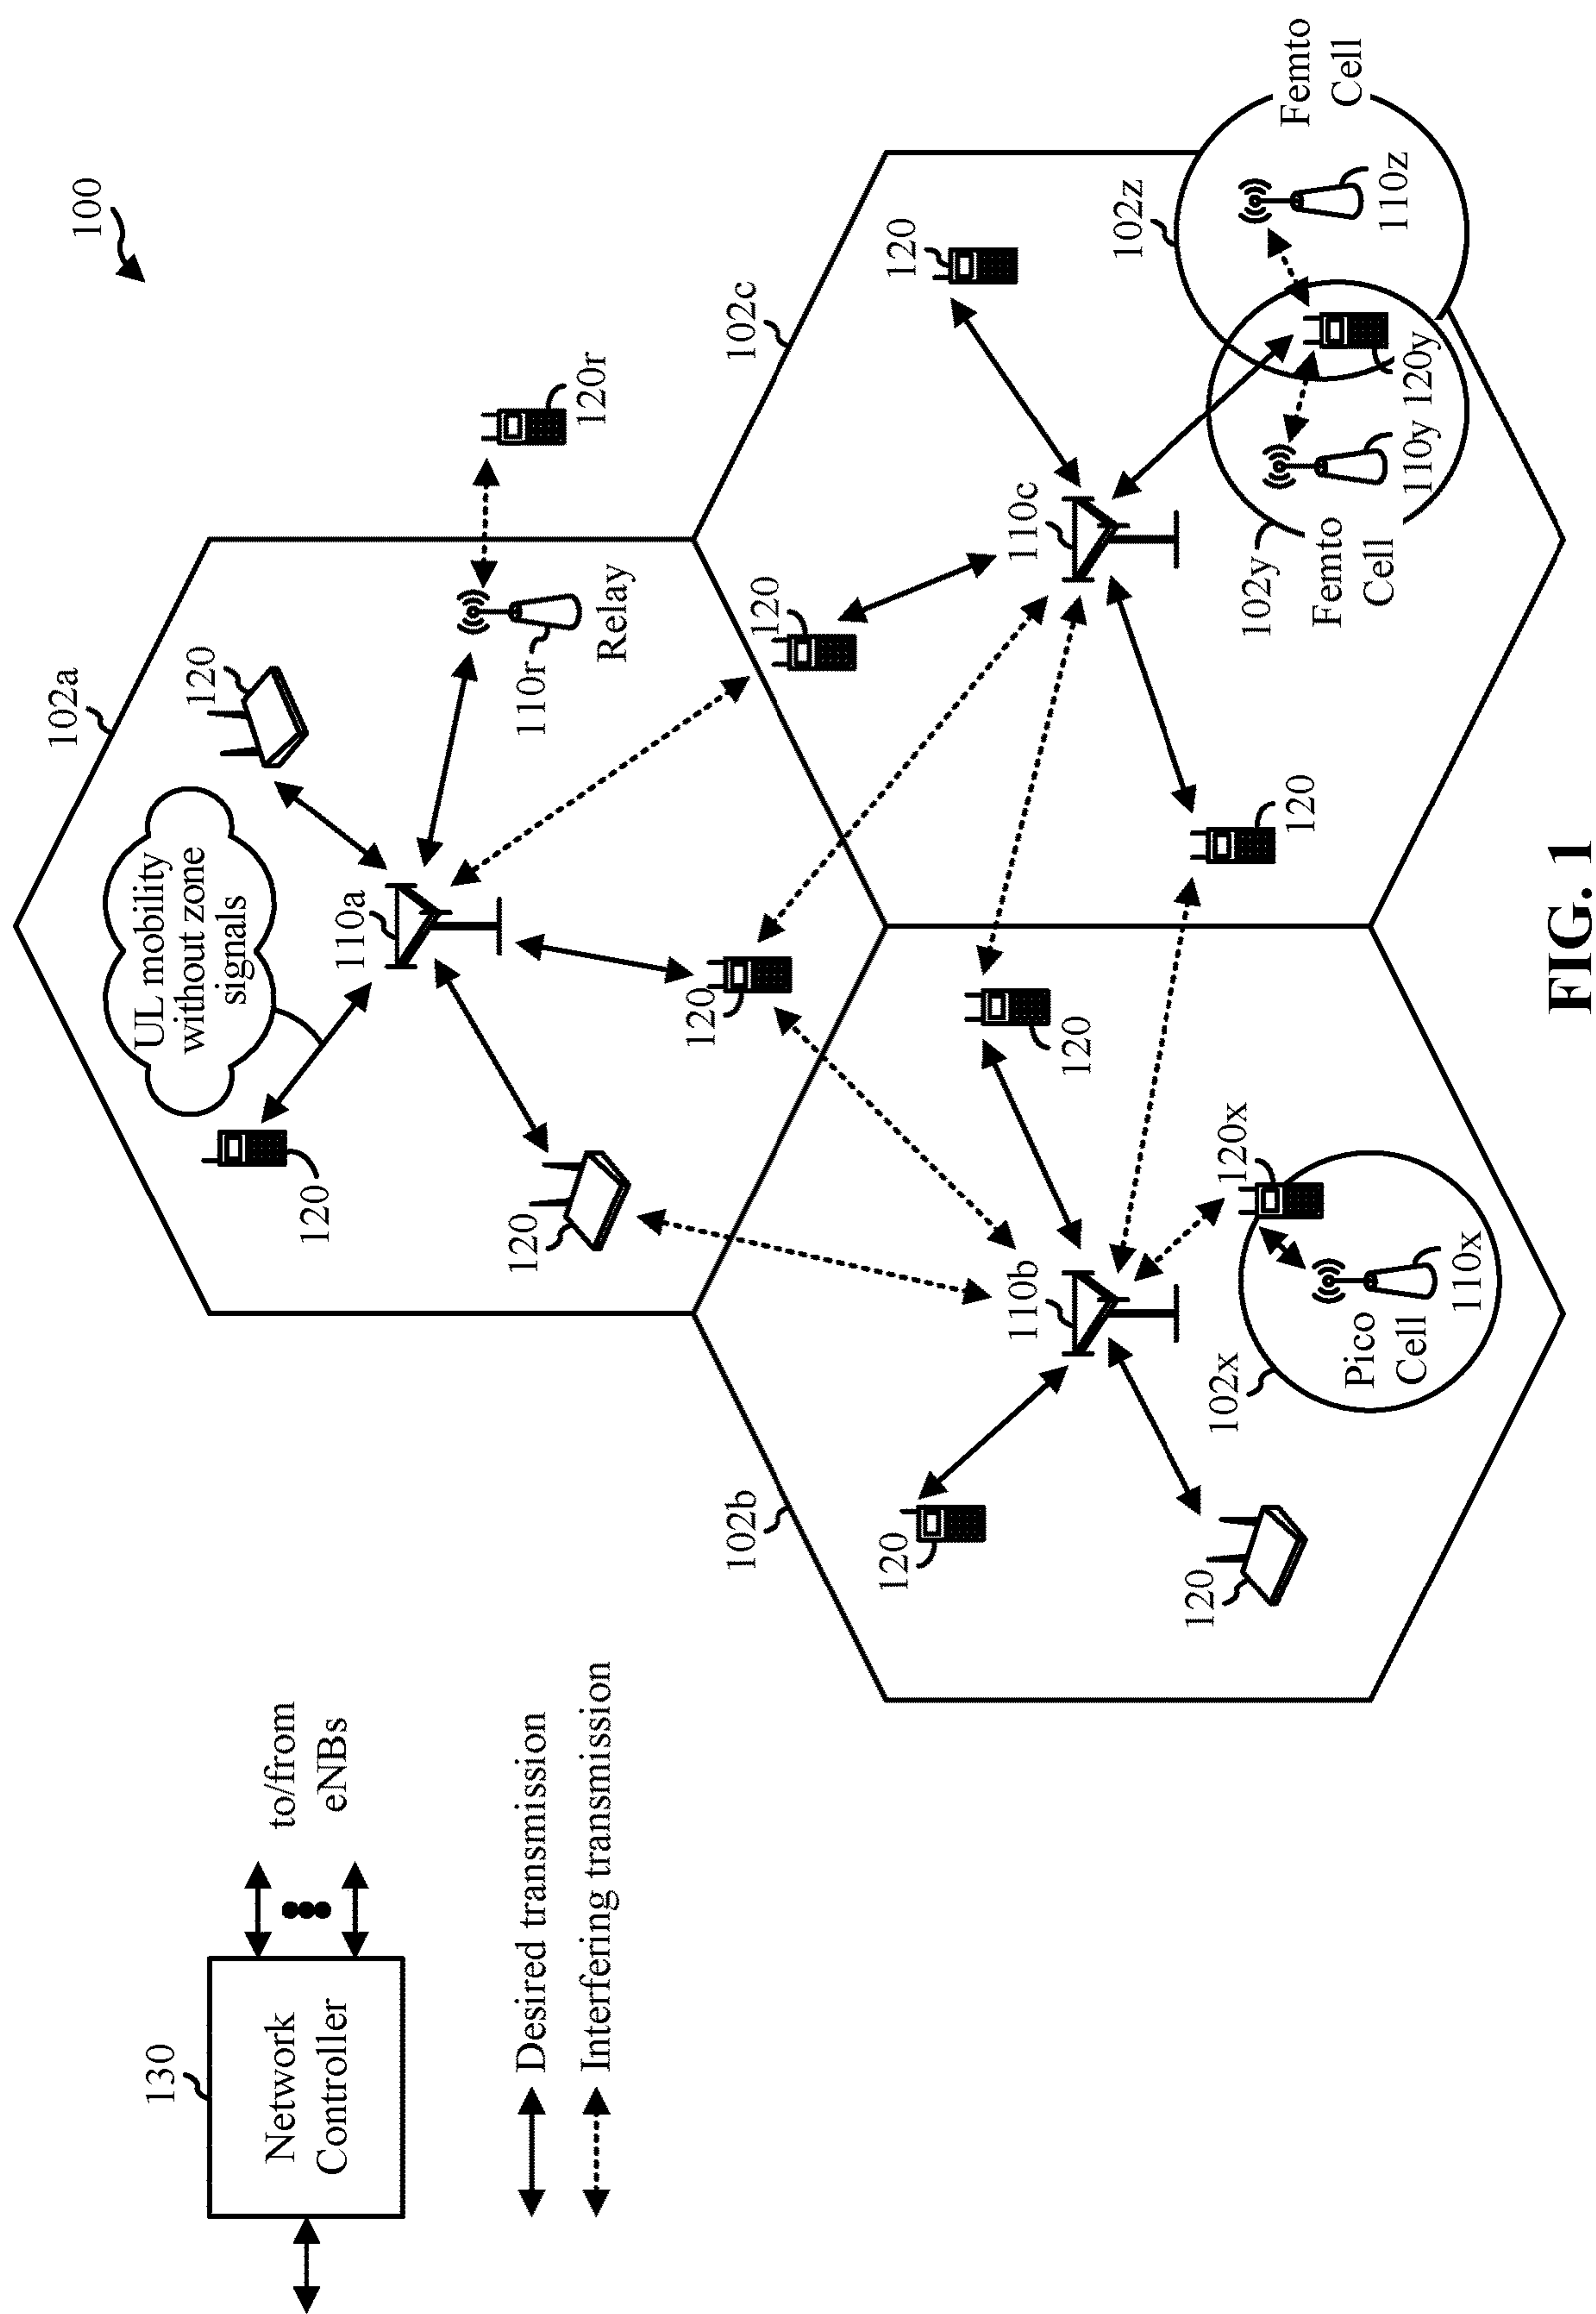 100
130
Network
Controller
to/from
eNBs
Desired transmission
Interfering transmission
102a
UL mobility
without zone
signals
120
120
110a
120
110r
Relay
120r
120
102b
120
120
110b
120
102x
Pico
Cell
110x
120x
102c
120
120
110c
120
102y
Femto
Cell
110y
120y
102z
110z
Femto
Cell
FIG. 1